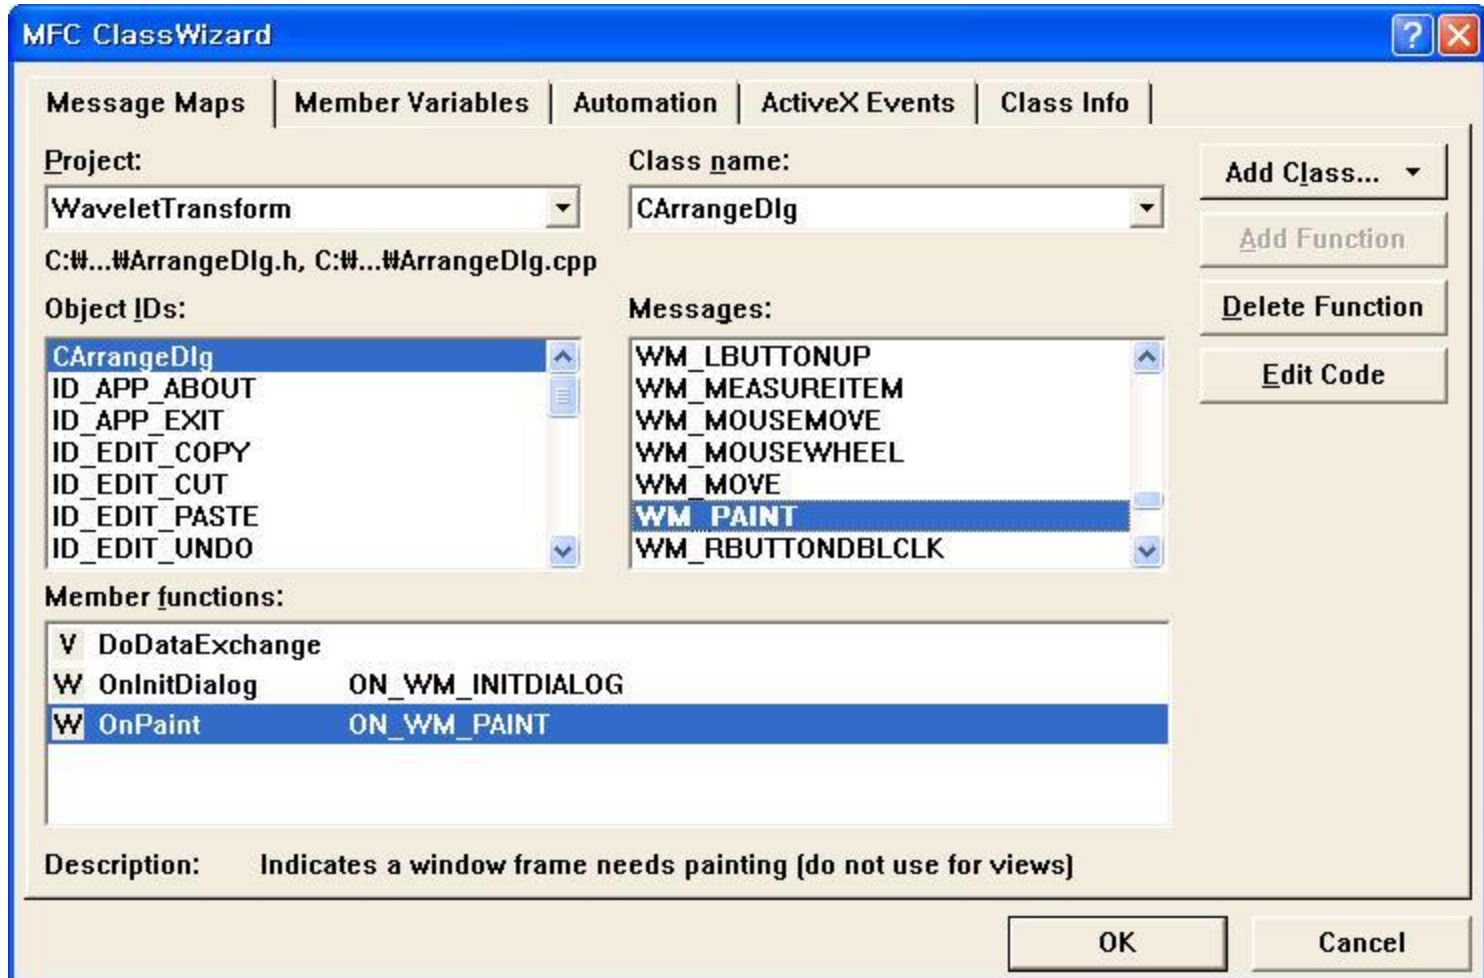 MFC ClassWizard
Message Maps Member Variables Automation ActiveX Events Class Info
Project:
WaveletTransform
Class name:
CArrangeDlg
Add Class...
Add Function
Delete Function
Edit Code
C:₩...₩ArrangeDlg.h, C:₩...₩ArrangeDlg.cpp
Object IDs:
CArrangeDlg
ID_APP_ABOUT
ID_APP_EXIT
ID_EDIT_COPY
ID_EDIT_CUT
ID_EDIT_PASTE
ID_EDIT_UNDO
Messages:
WM_LBUTTONUP
WM_MEASUREITEM
WM_MOUSEMOVE
WM_MOUSEWHEEL
WM_MOVE
WM_PAINT
WM_RBUTTONDBLCLK
Member functions:
V DoDataExchange
W OnInitDialog ON_WM_INITDIALOG
W OnPaint ON_WM_PAINT
Description: Indicates a window frame needs painting (do not use for views)
OK Cancel